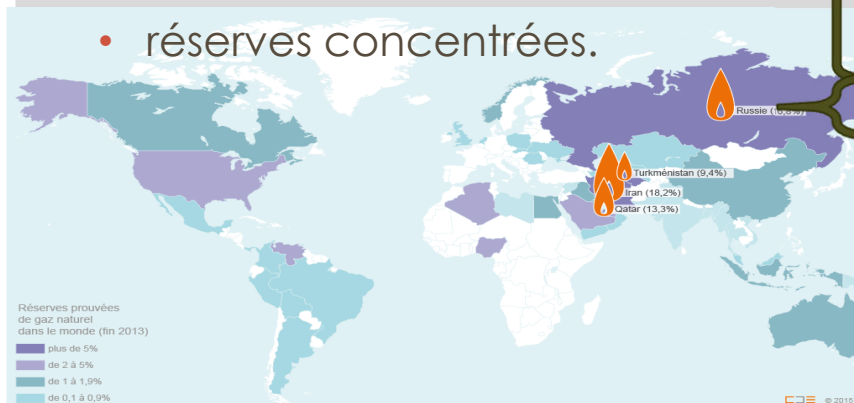 • réserves concentrées.
Russie (16,8%)
Turkménistan (9,4%)
Iran (18,2%)
Qatar (13,3%)
Réserves prouvées
de gaz naturel
dans le monde (fin 2013)
plus de 5%
de 2 à 5%
de 1 à 1,9%
de 0,1 à 0,9%
© 2015